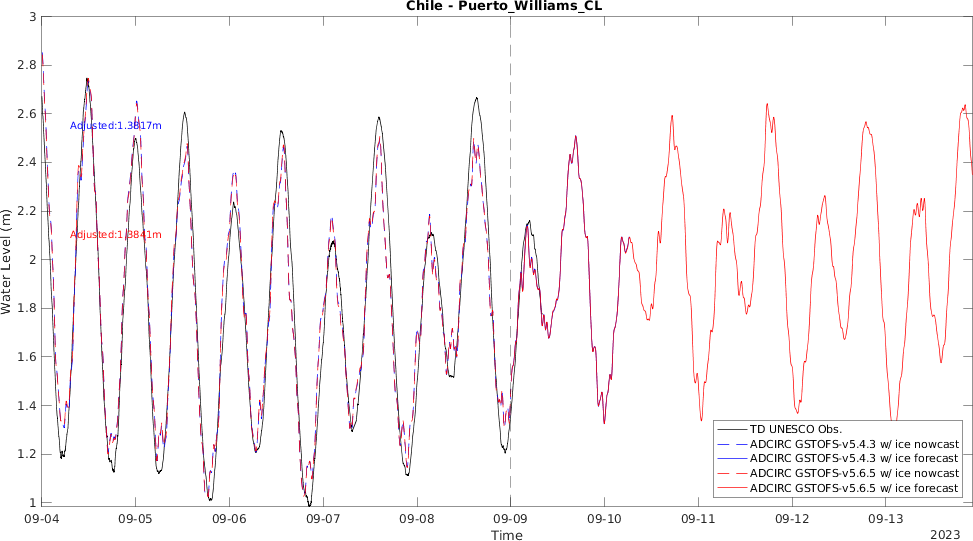 Chile - Puerto_Williams_CL
3
2.8
2.6
2.4
2.2
2
1.8
1.6
1.4
1.2
1
Water Level (m)
Adjusted:1.3817m
Adjusted:1.3841m
TD UNESCO Obs.
ADCIRC GSTOFS-v5.4.3 w/ ice nowcast
ADCIRC GSTOFS-v5.4.3 w/ ice forecast
ADCIRC GSTOFS-v5.6.5 w/ ice nowcast
ADCIRC GSTOFS-v5.6.5 w/ ice forecast
09-04 09-05 09-06 09-07 09-08 09-09 09-10 09-11 09-12 09-13
Time
2023